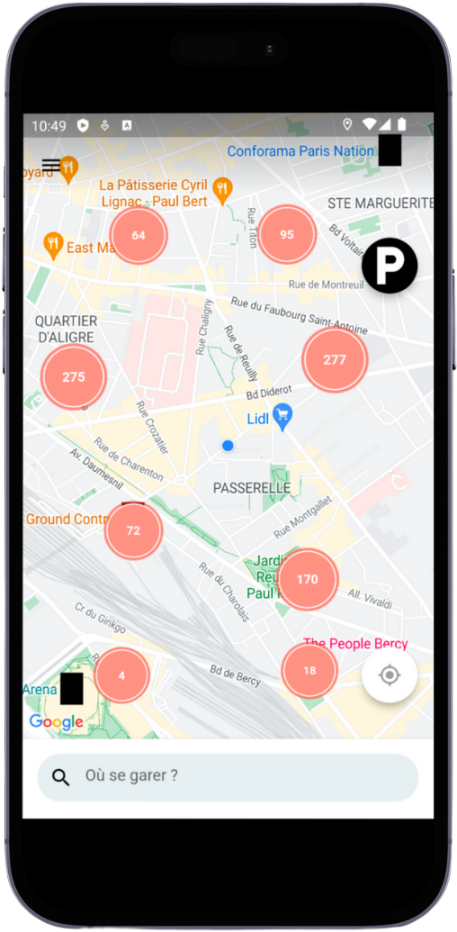 10:49
Conforama Paris Nation
oyard
La Pâtisserie Cyril
Lignac - Paul Bert
STE MARGUERITE
64
95
Rue Titon
Bd Voltair
East Ma
P
Rue de Montreuil
Rue du Faubourg Saint-Antoine
QUARTIER
D'ALIGRE
Rue Chaligny
Rue de Reuilly
277
275
Bd Diderot
Lidl
Rue Crozatier
Rue de Charenton
Av. Daumesnil
PASSERELLE
Ground Contr
72
Rue Montgallet
Jardi
Reu
Paul P
170
Rue du Charolais
All. Vivaldi
Cr du Ginkgo
The People Bercy
4
18
Bd de Bercy
Arena
Google
Où se garer ?